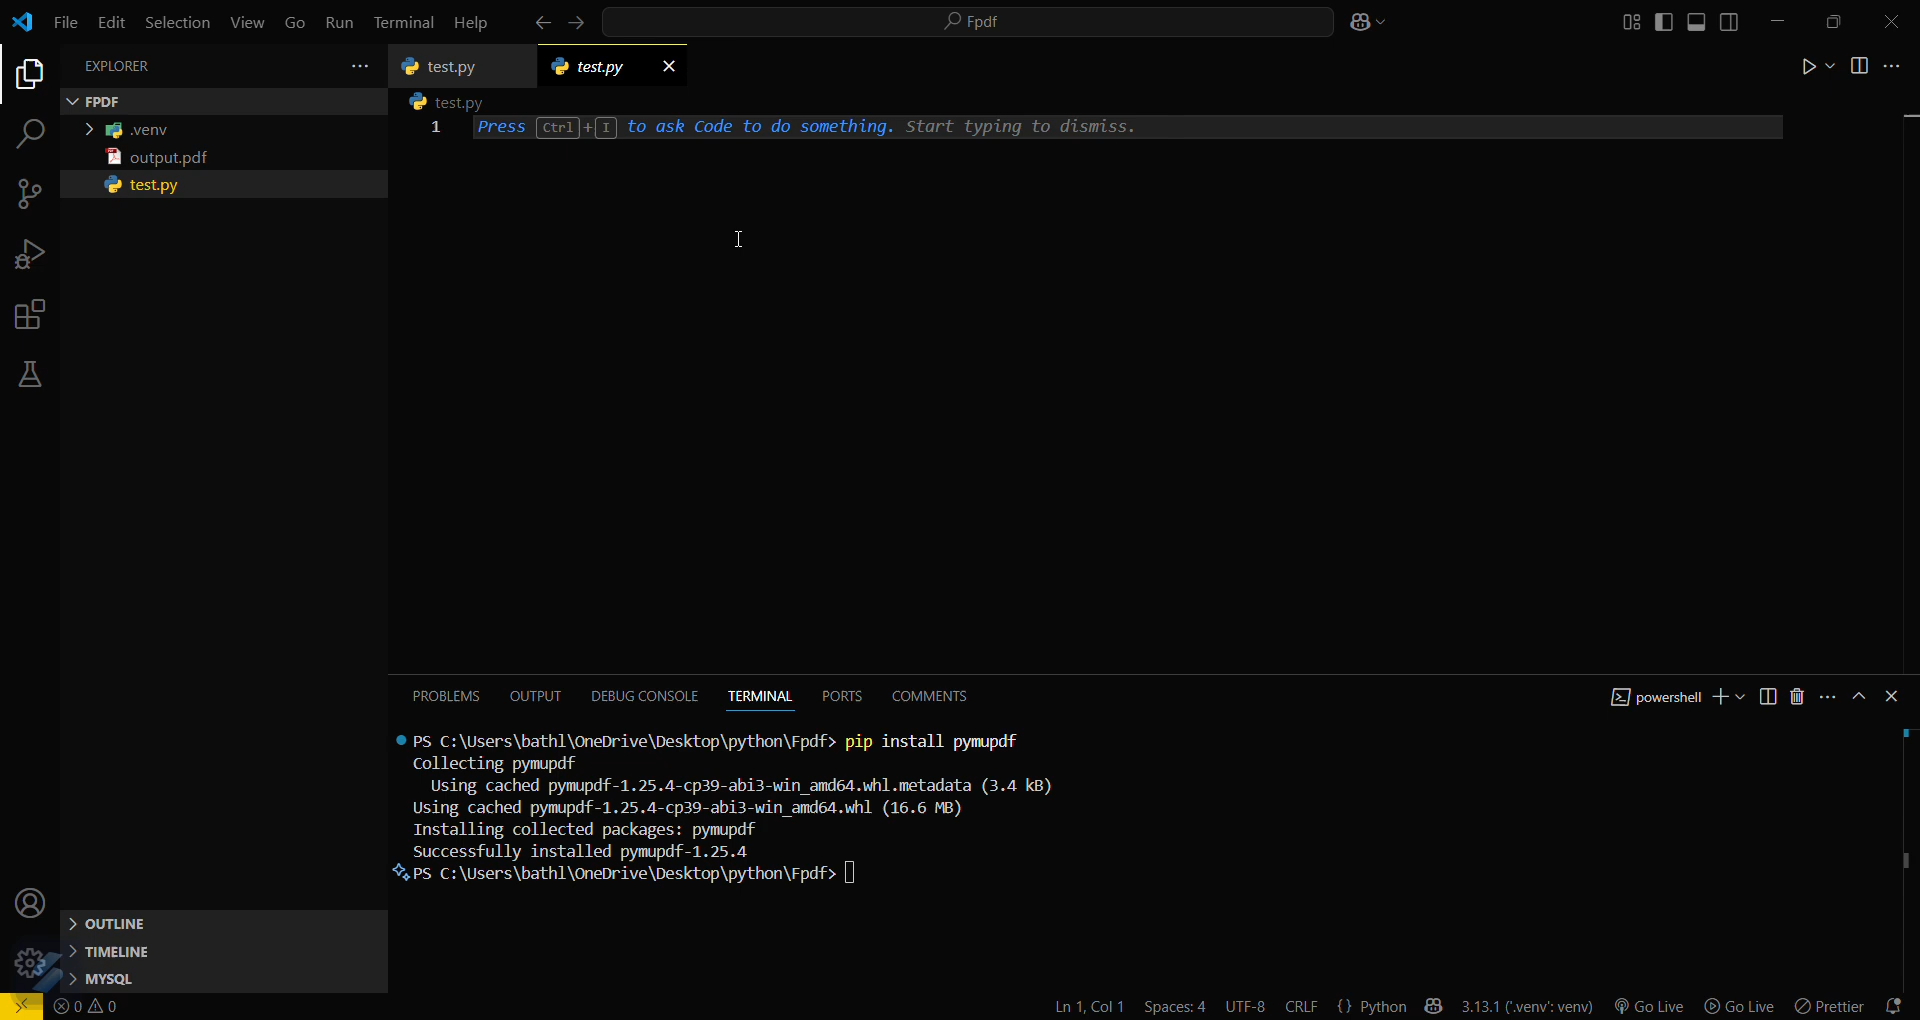 File Edit Selection View Go Run Terminal Help
Fpdf
EXPLORER
FPDF
.venv
output.pdf
test.py
test.py
test.py
test.py
1 Press Ctrl + I to ask Code to do something. Start typing to dismiss.
PROBLEMS OUTPUT DEBUG CONSOLE TERMINAL PORTS COMMENTS
powershell
PS C:\Users\bathl\OneDrive\Desktop\python\Fpdf> pip install pymupdf
Collecting pymupdf
Using cached pymupdf-1.25.4-cp39-abi3-win_amd64.whl.metadata (3.4 kB)
Using cached pymupdf-1.25.4-cp39-abi3-win_amd64.whl (16.6 MB)
Installing collected packages: pymupdf
Successfully installed pymupdf-1.25.4
PS C:\Users\bathl\OneDrive\Desktop\python\Fpdf>
OUTLINE
TIMELINE
MYSQL
0 0
Ln 1, Col 1 Spaces: 4 UTF-8 CRLF {} Python 3.13.1 ('.venv': venv) Go Live Go Live Prettier